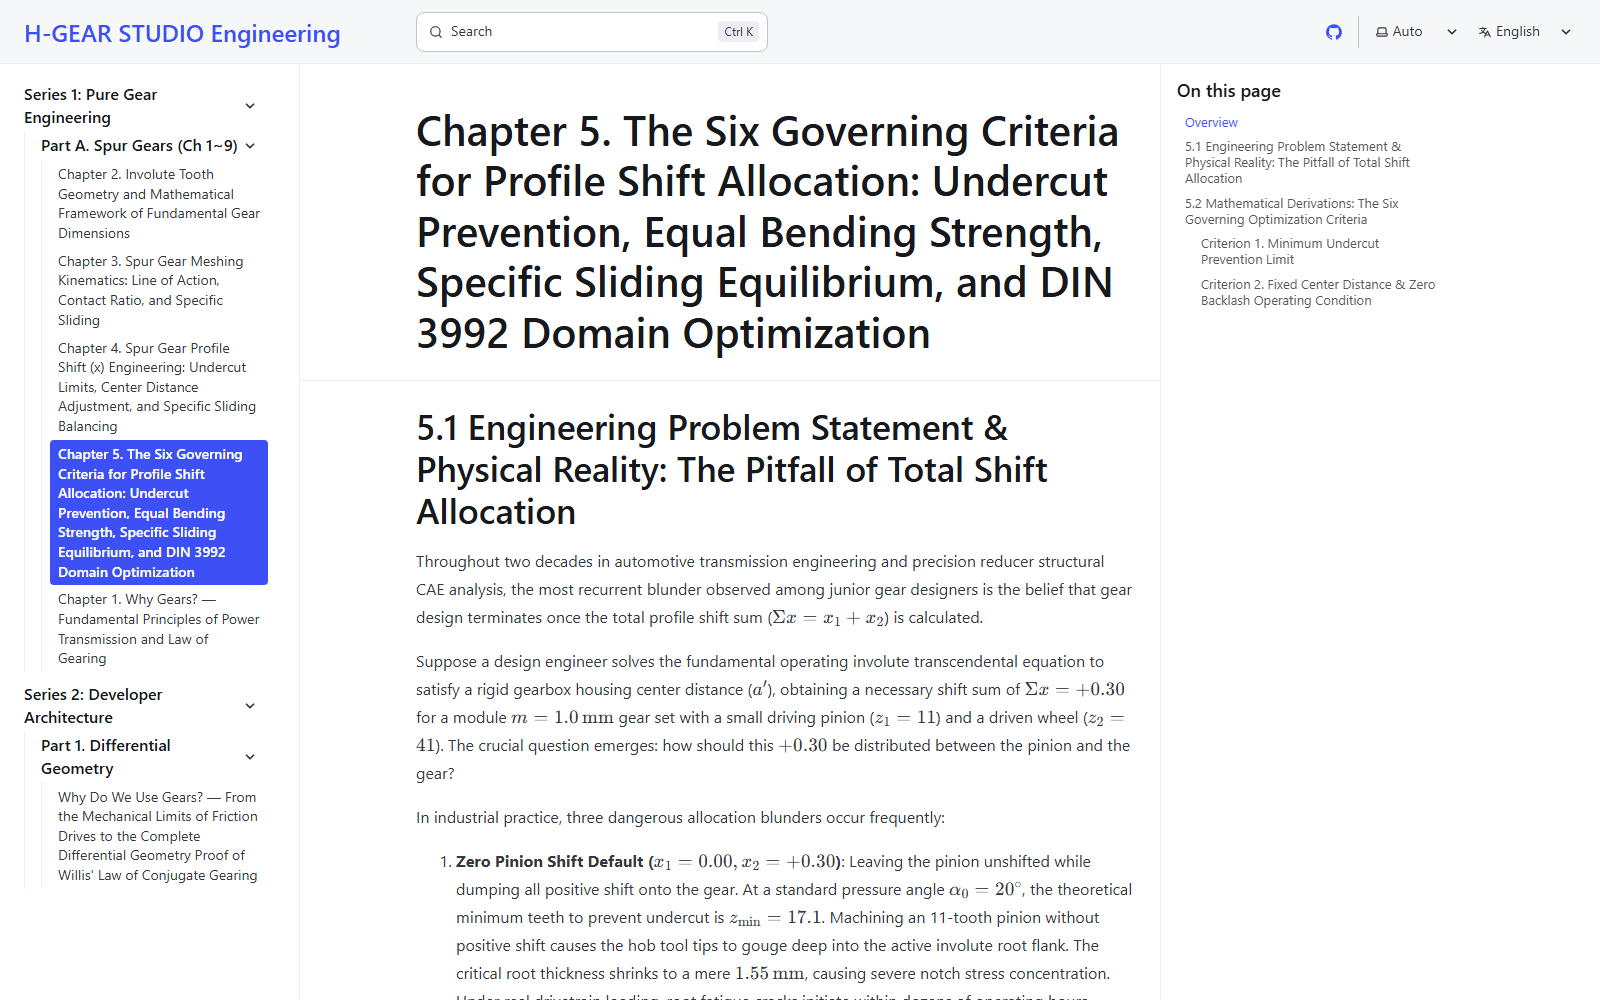 H-GEAR STUDIO Engineering
Search
Ctrl K
Auto
English
Series 1: Pure Gear
Engineering
Part A. Spur Gears (Ch 1~9)
Chapter 2. Involute Tooth
Geometry and Mathematical
Framework of Fundamental Gear
Dimensions
Chapter 3. Spur Gear Meshing
Kinematics: Line of Action,
Contact Ratio, and Specific
Sliding
Chapter 4. Spur Gear Profile
Shift (x) Engineering: Undercut
Limits, Center Distance
Adjustment, and Specific Sliding
Balancing
Chapter 5. The Six Governing
Criteria for Profile Shift
Allocation: Undercut
Prevention, Equal Bending
Strength, Specific Sliding
Equilibrium, and DIN 3992
Domain Optimization
Chapter 1. Why Gears? —
Fundamental Principles of Power
Transmission and Law of
Gearing
Series 2: Developer
Architecture
Part 1. Differential
Geometry
Why Do We Use Gears? — From
the Mechanical Limits of Friction
Drives to the Complete
Differential Geometry Proof of
Willis' Law of Conjugate Gearing
Chapter 5. The Six Governing Criteria
for Profile Shift Allocation: Undercut
Prevention, Equal Bending Strength,
Specific Sliding Equilibrium, and DIN
3992 Domain Optimization
5.1 Engineering Problem Statement &
Physical Reality: The Pitfall of Total Shift
Allocation
Throughout two decades in automotive transmission engineering and precision reducer structural
CAE analysis, the most recurrent blunder observed among junior gear designers is the belief that gear
design terminates once the total profile shift sum (Σx = x₁ + x₂) is calculated.
Suppose a design engineer solves the fundamental operating involute transcendental equation to
satisfy a rigid gearbox housing center distance (a′), obtaining a necessary shift sum of Σx = +0.30
for a module m = 1.0 mm gear set with a small driving pinion (z₁ = 11) and a driven wheel (z₂ =
41). The crucial question emerges: how should this +0.30 be distributed between the pinion and the
gear?
In industrial practice, three dangerous allocation blunders occur frequently:
1. Zero Pinion Shift Default (x₁ = 0.00, x₂ = +0.30): Leaving the pinion unshifted while
dumping all positive shift onto the gear. At a standard pressure angle α₀ = 20°, the theoretical
minimum teeth to prevent undercut is z_min = 17.1. Machining an 11-tooth pinion without
positive shift causes the hob tool tips to gouge deep into the active involute root flank. The
critical root thickness shrinks to a mere 1.55 mm, causing severe notch stress concentration.
Under real drivetrain loading, root fatigue cracks initiate within dozens of operating hours.
On this page
Overview
5.1 Engineering Problem Statement &
Physical Reality: The Pitfall of Total Shift
Allocation
5.2 Mathematical Derivations: The Six
Governing Optimization Criteria
Criterion 1. Minimum Undercut
Prevention Limit
Criterion 2. Fixed Center Distance & Zero
Backlash Operating Condition